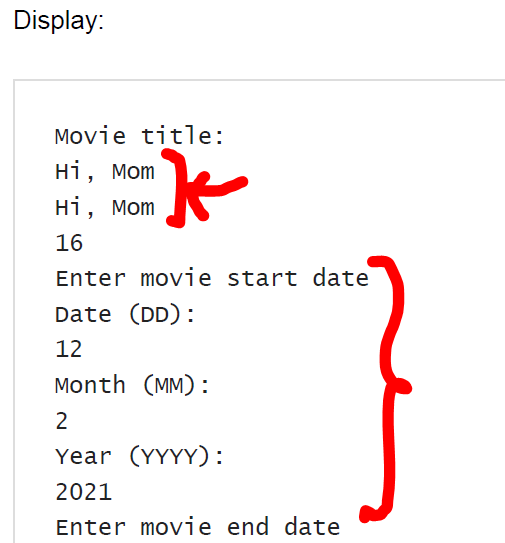 Display:
Movie title:
Hi, Mom
Hi, Mom
16
Enter movie start date
Date (DD):
12
Month (MM):
2
Year (YYYY):
2021
Enter movie end date